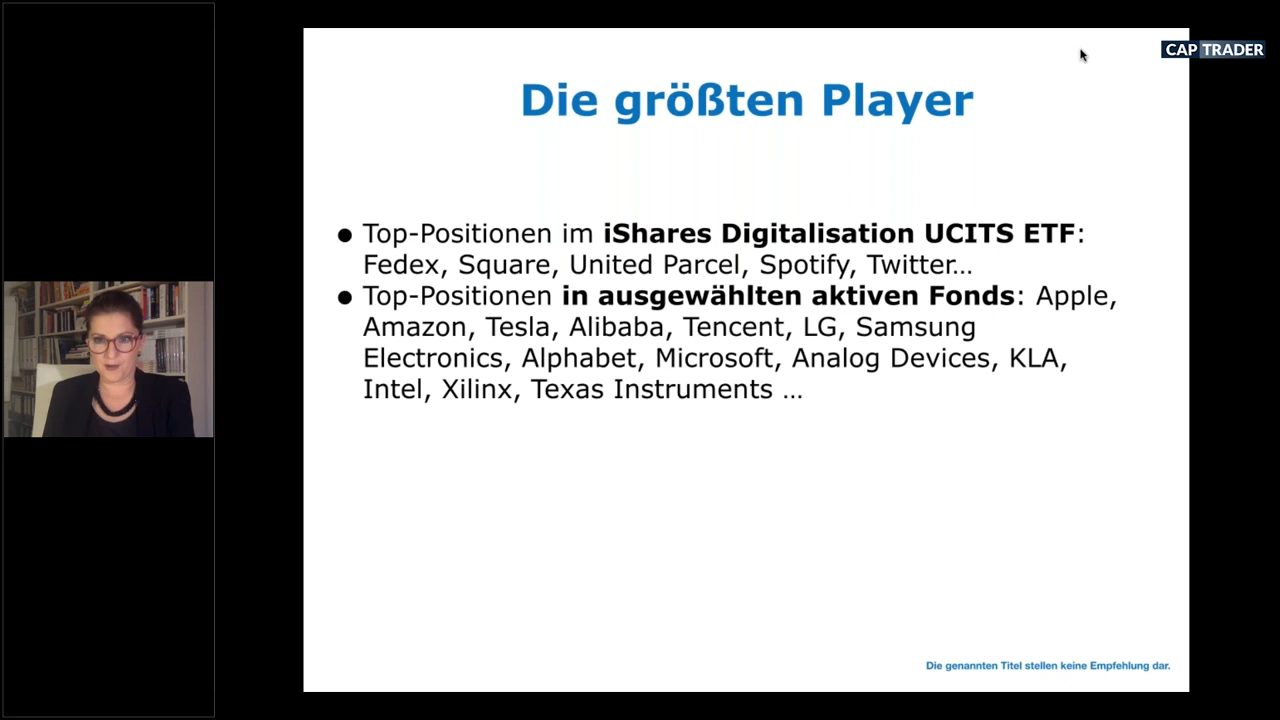 CAP TRADER
Die größten Player
● Top-Positionen im iShares Digitalisation UCITS ETF:
Fedex, Square, United Parcel, Spotify, Twitter…
● Top-Positionen in ausgewählten aktiven Fonds: Apple,
Amazon, Tesla, Alibaba, Tencent, LG, Samsung
Electronics, Alphabet, Microsoft, Analog Devices, KLA,
Intel, Xilinx, Texas Instruments …
Die genannten Titel stellen keine Empfehlung dar.